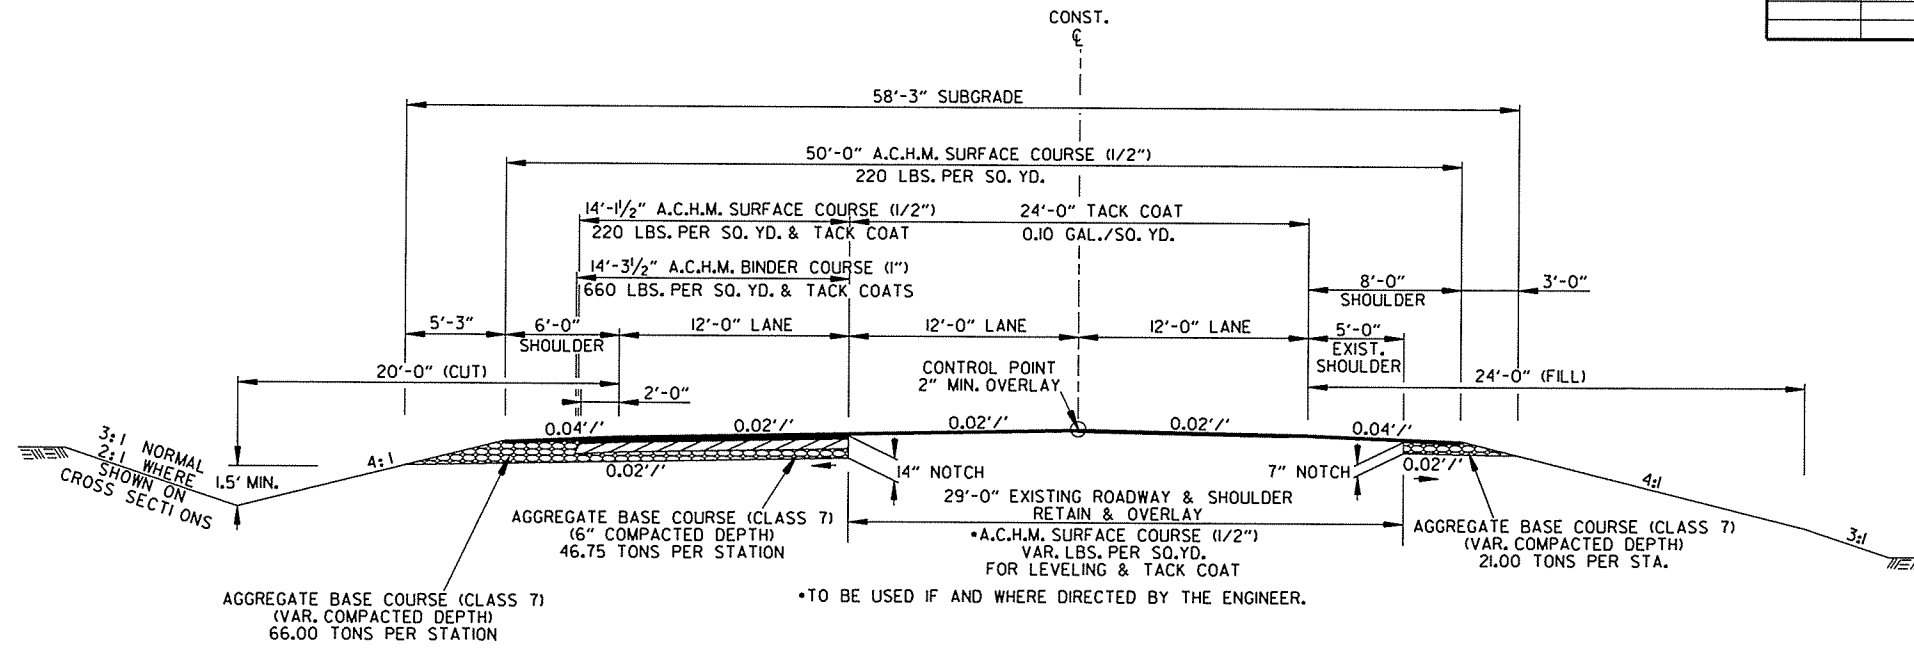 CONST.
℄
58'-3" SUBGRADE
50'-0" A.C.H.M. SURFACE COURSE (1/2")
220 LBS. PER SQ. YD.
14'-1½" A.C.H.M. SURFACE COURSE (1/2")
220 LBS. PER SQ. YD. & TACK COAT
24'-0" TACK COAT
0.10 GAL./SQ. YD.
14'-3½" A.C.H.M. BINDER COURSE (1")
660 LBS. PER SQ. YD. & TACK COATS
8'-0"
SHOULDER
3'-0"
5'-3"
6'-0"
SHOULDER
12'-0" LANE
12'-0" LANE
12'-0" LANE
5'-0"
EXIST.
SHOULDER
20'-0" (CUT)
2'-0"
CONTROL POINT
2" MIN. OVERLAY
24'-0" (FILL)
0.04'/'
0.02'/'
0.02'/'
0.02'/'
0.04'/'
3:1 NORMAL
2:1 WHERE
SHOWN ON
CROSS SECTIONS
1.5' MIN.
4:1
0.02'/'
14" NOTCH
7" NOTCH
0.02'/'
4:1
3:1
29'-0" EXISTING ROADWAY & SHOULDER
RETAIN & OVERLAY
•A.C.H.M. SURFACE COURSE (1/2")
VAR. LBS. PER SQ.YD.
FOR LEVELING & TACK COAT
•TO BE USED IF AND WHERE DIRECTED BY THE ENGINEER.
AGGREGATE BASE COURSE (CLASS 7)
(6" COMPACTED DEPTH)
46.75 TONS PER STATION
AGGREGATE BASE COURSE (CLASS 7)
(VAR. COMPACTED DEPTH)
21.00 TONS PER STA.
AGGREGATE BASE COURSE (CLASS 7)
(VAR. COMPACTED DEPTH)
66.00 TONS PER STATION